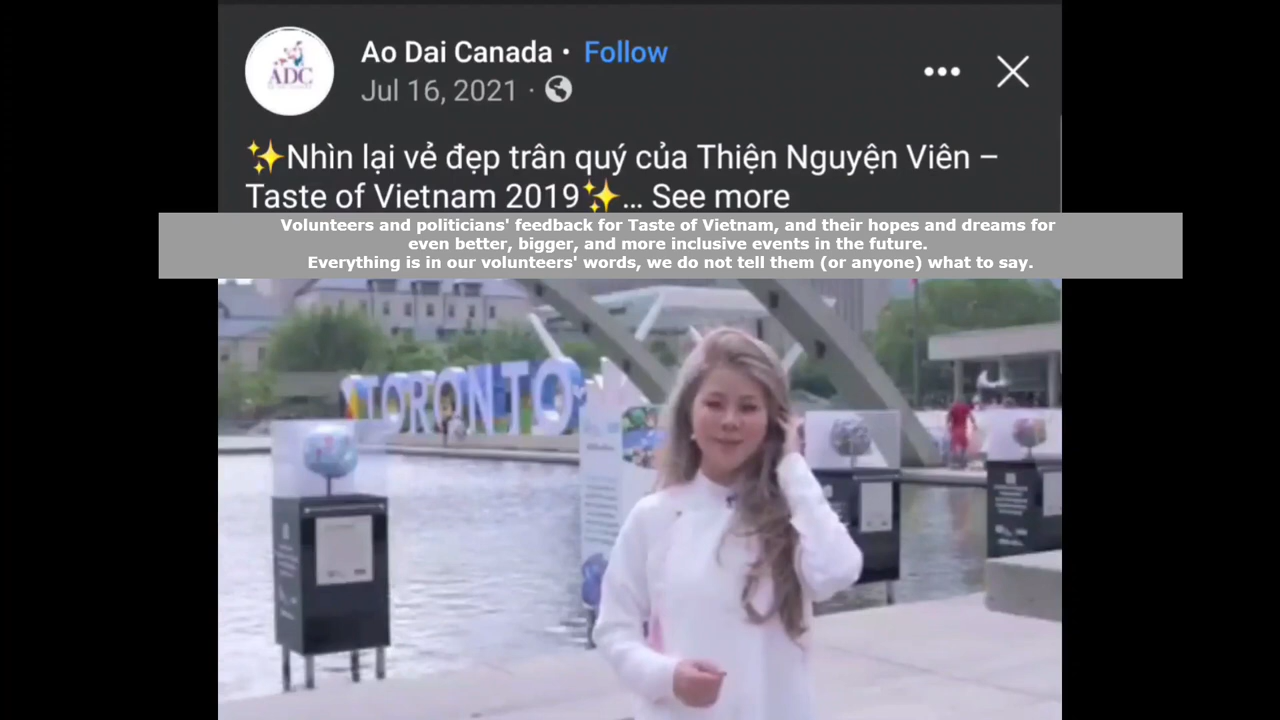 Ao Dai Canada · Follow
Jul 16, 2021 ·
ADC
✨Nhìn lại vẻ đẹp trân quý của Thiện Nguyện Viên –
Taste of Vietnam 2019✨... See more
Volunteers and politicians' feedback for Taste of Vietnam, and their hopes and dreams for
even better, bigger, and more inclusive events in the future.
Everything is in our volunteers' words, we do not tell them (or anyone) what to say.
TORONTO